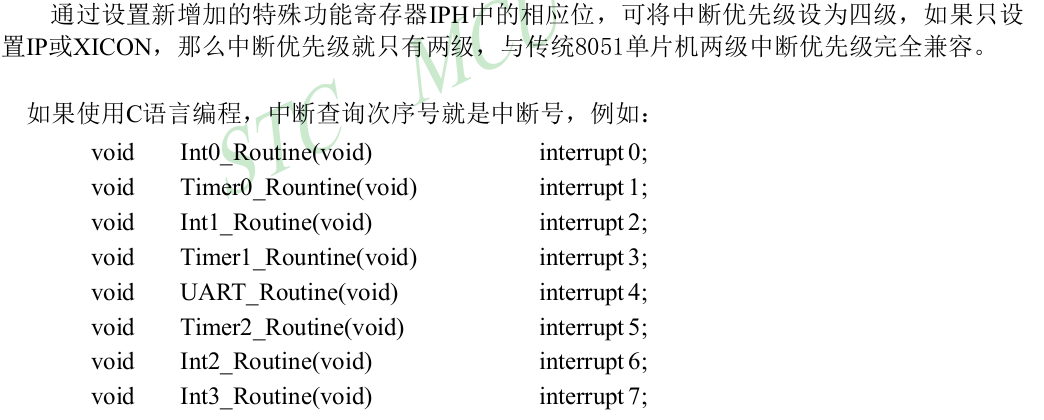 通过设置新增加的特殊功能寄存器IPH中的相应位，可将中断优先级设为四级，如果只设
置IP或XICON，那么中断优先级就只有两级，与传统8051单片机两级中断优先级完全兼容。
如果使用C语言编程，中断查询次序号就是中断号，例如：
void Int0_Routine(void) interrupt 0;
void Timer0_Rountine(void) interrupt 1;
void Int1_Routine(void) interrupt 2;
void Timer1_Rountine(void) interrupt 3;
void UART_Routine(void) interrupt 4;
void Timer2_Routine(void) interrupt 5;
void Int2_Routine(void) interrupt 6;
void Int3_Routine(void) interrupt 7;
STC MCU